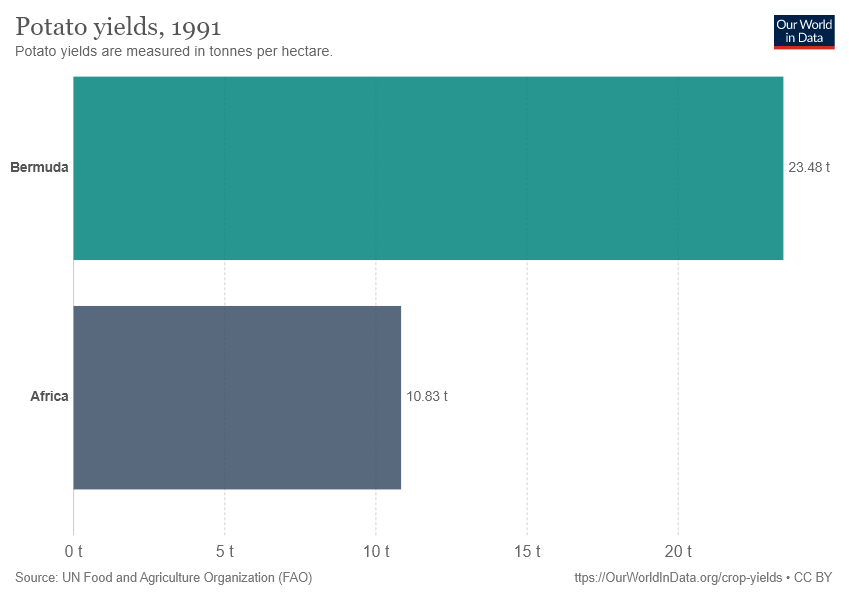 Potato yields, 1991
Potato yields are measured in tonnes per hectare.
Our World
in Data
Bermuda
23.48 t
Africa
10.83 t
0 t
5 t
10 t
15 t
20 t
Source: UN Food and Agriculture Organization (FAO)
ttps://OurWorldInData.org/crop-yields • CC BY